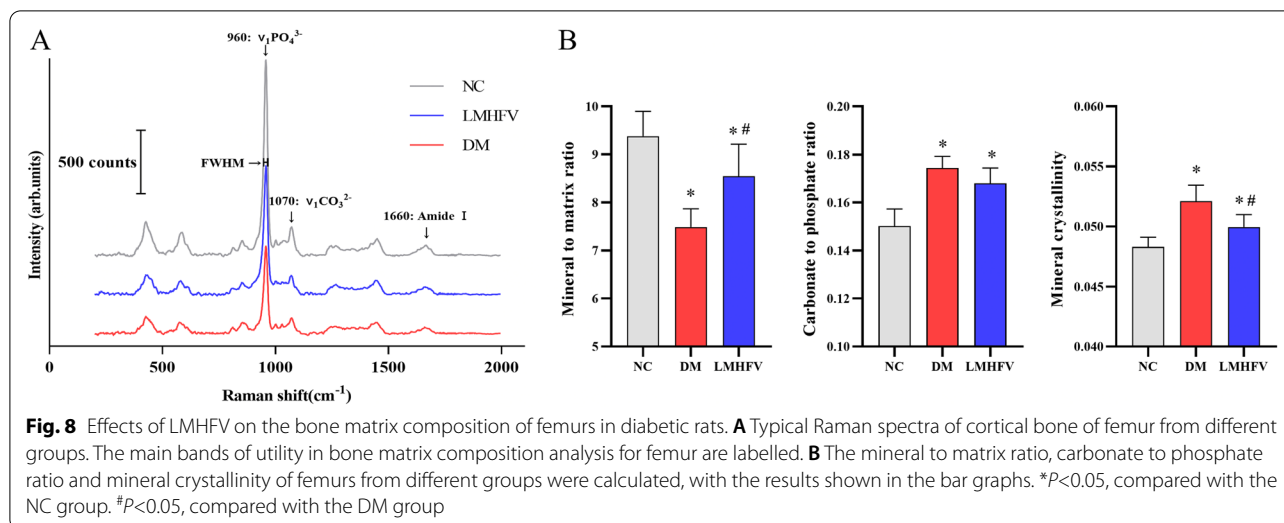 A
960: ν₁PO₄³⁻
NC
LMHFV
DM
500 counts
FWHM
1070: ν₁CO₃²⁻
1660: Amide I
Intensity (arb.units)
0 500 1000 1500 2000
Raman shift(cm⁻¹)
B
Mineral to matrix ratio
10
9
8
7
6
5
*
* #
NC DM LMHFV
Carbonate to phosphate ratio
0.20
0.18
0.16
0.14
0.12
0.10
*
*
NC DM LMHFV
Mineral crystallinity
0.060
0.055
0.050
0.045
0.040
*
* #
NC DM LMHFV
Fig. 8 Effects of LMHFV on the bone matrix composition of femurs in diabetic rats. A Typical Raman spectra of cortical bone of femur from different
groups. The main bands of utility in bone matrix composition analysis for femur are labelled. B The mineral to matrix ratio, carbonate to phosphate
ratio and mineral crystallinity of femurs from different groups were calculated, with the results shown in the bar graphs. *P<0.05, compared with the
NC group. #P<0.05, compared with the DM group